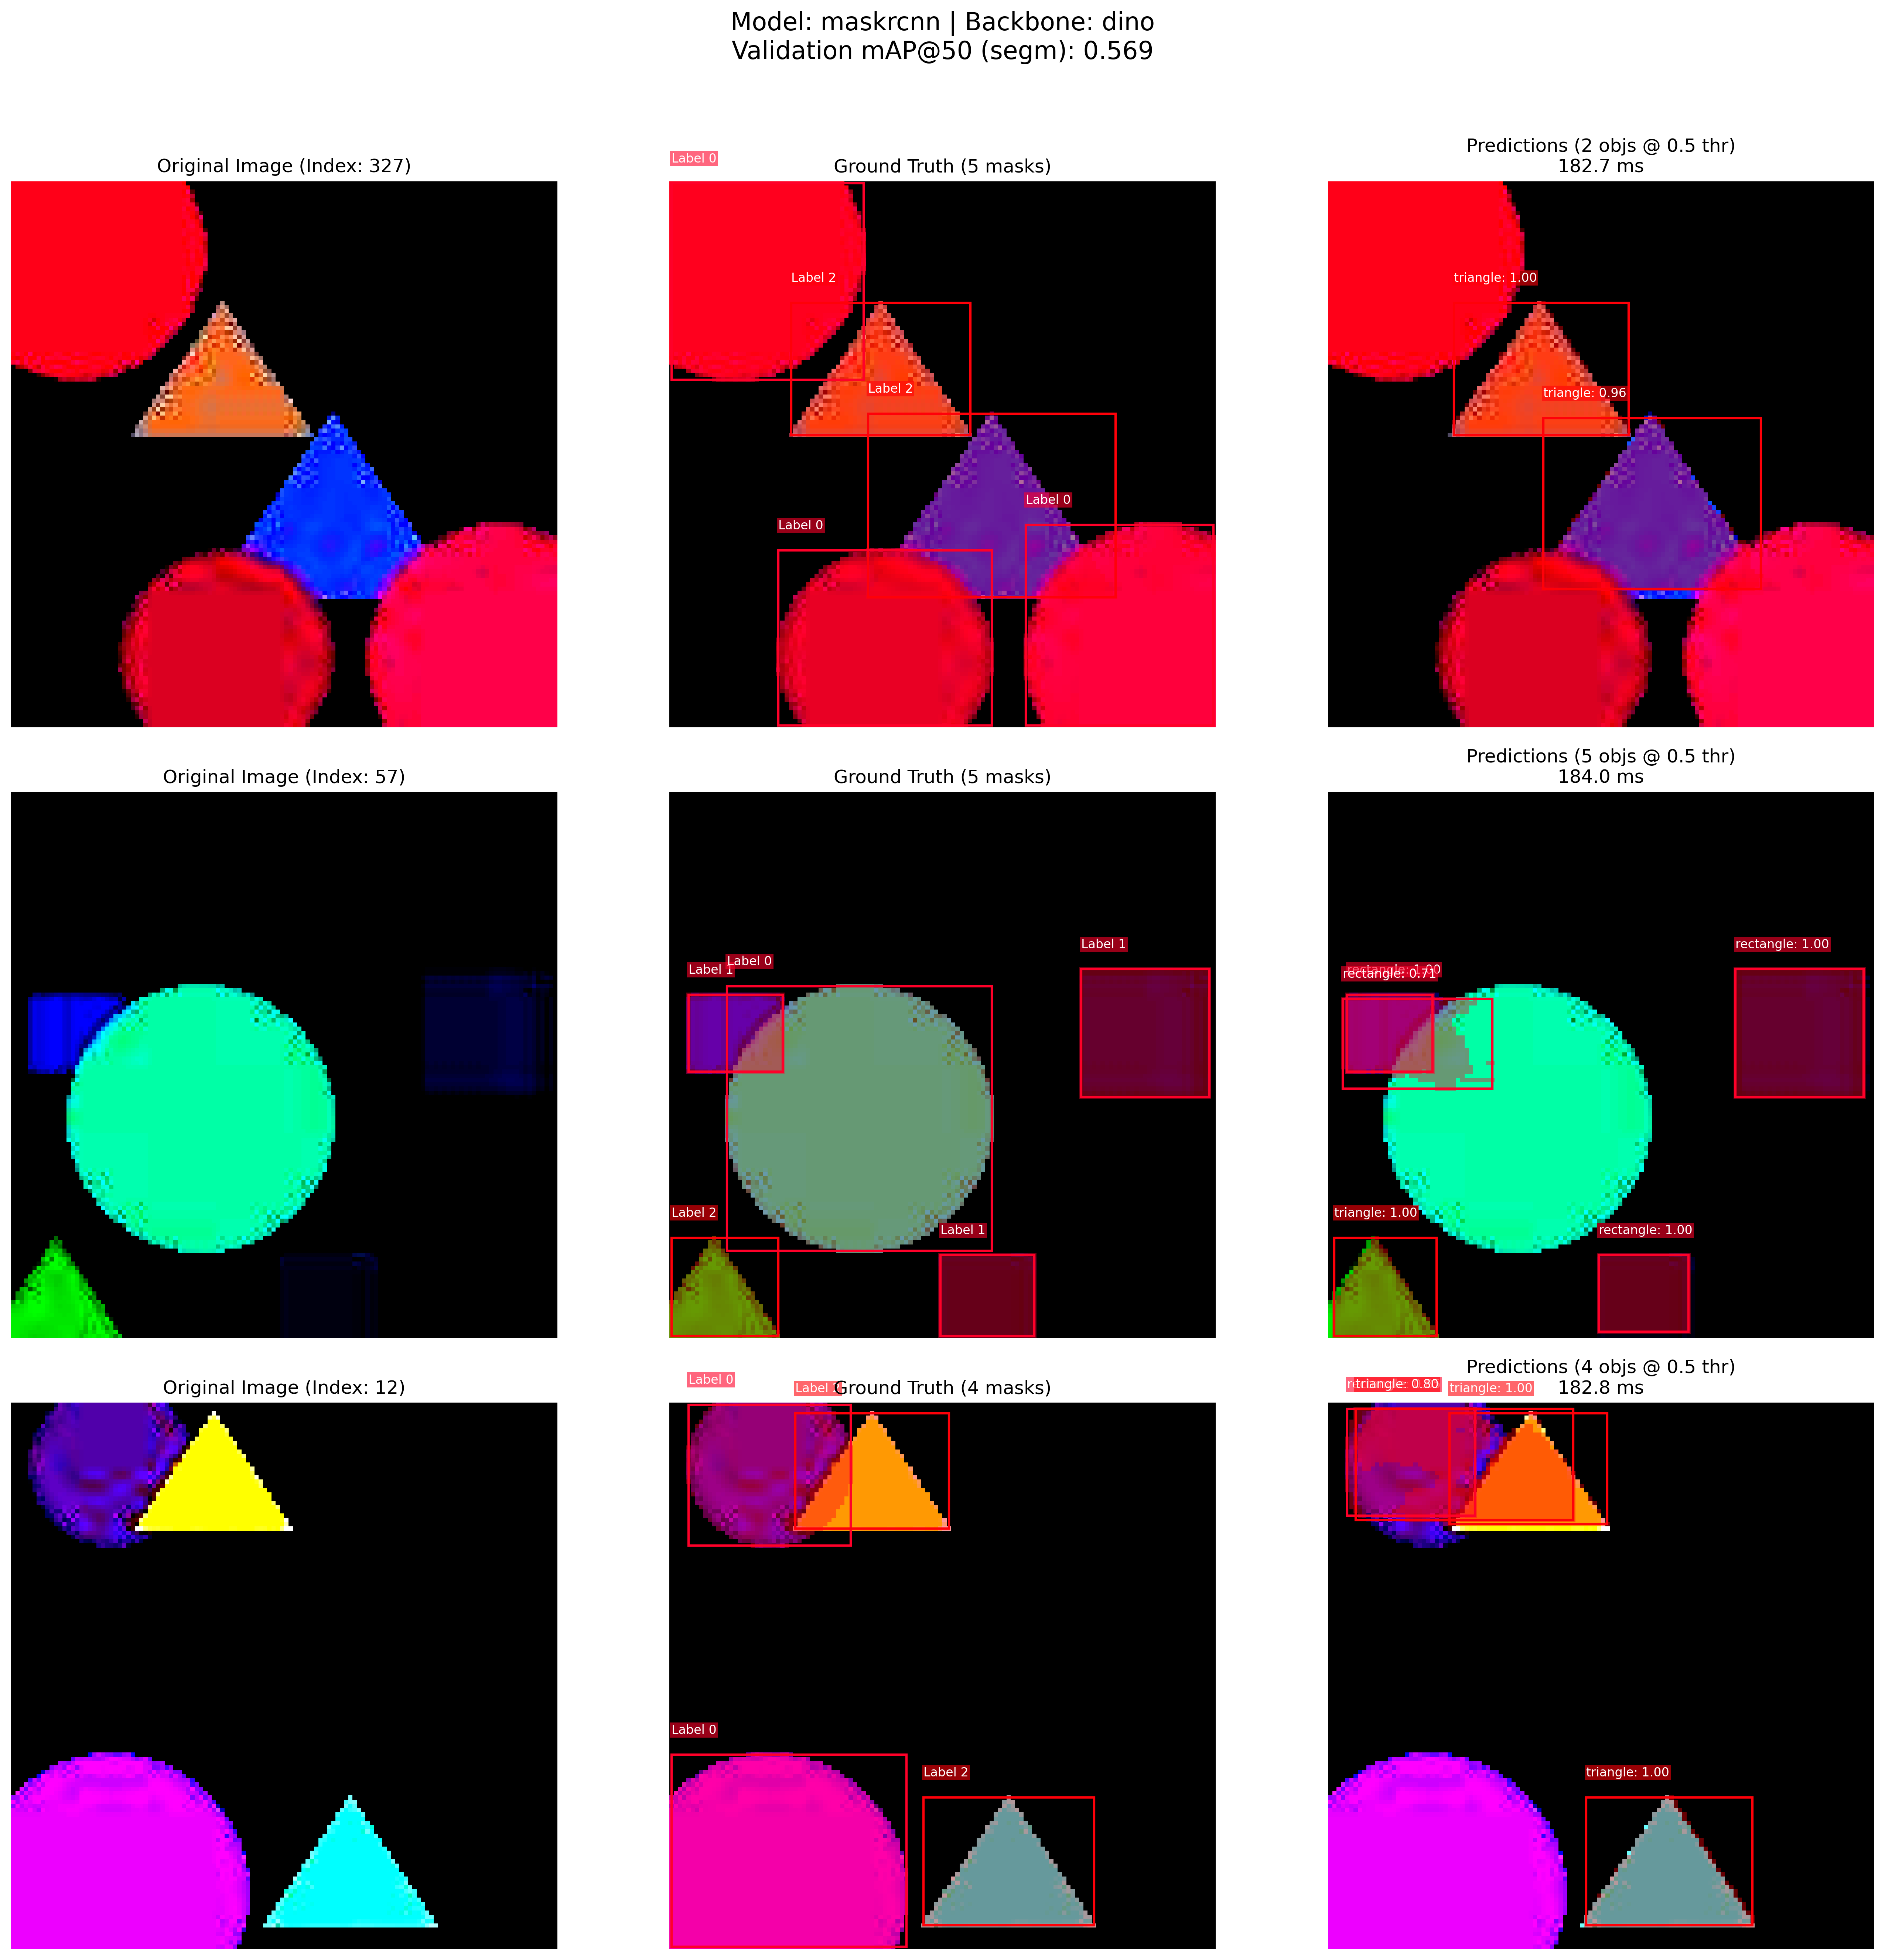 Model: maskrcnn | Backbone: dino
Validation mAP@50 (segm): 0.569
Original Image (Index: 327)
Label 0
Ground Truth (5 masks)
Label 2
Label 2
Label 0
Label 0
Predictions (2 objs @ 0.5 thr)
182.7 ms
triangle: 1.00
triangle: 0.96
Original Image (Index: 57)
Ground Truth (5 masks)
Label 1
Label 0
Label 1
Label 2
Label 1
Predictions (5 objs @ 0.5 thr)
184.0 ms
rectangle: 1.00
rectangle: 1.00
rectangle: 0.71
triangle: 1.00
rectangle: 1.00
Original Image (Index: 12)
Label 0
Label
Ground Truth (4 masks)
Label 0
Label 2
Predictions (4 objs @ 0.5 thr)
182.8 ms
triangle: 0.80
triangle: 1.00
triangle: 1.00